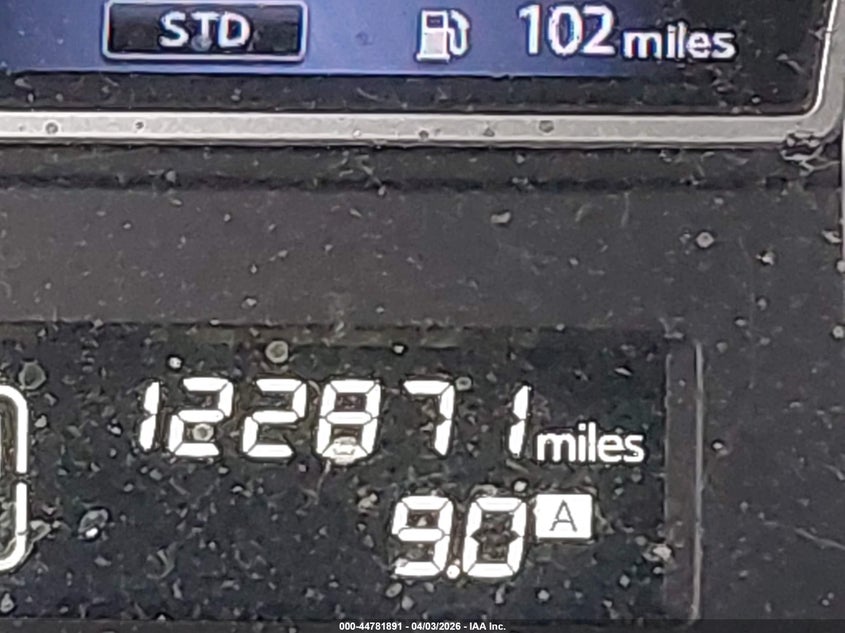 STD 102 miles
122871 miles
9.0 A
000-44781891 - 04/03/2026 - IAA Inc.